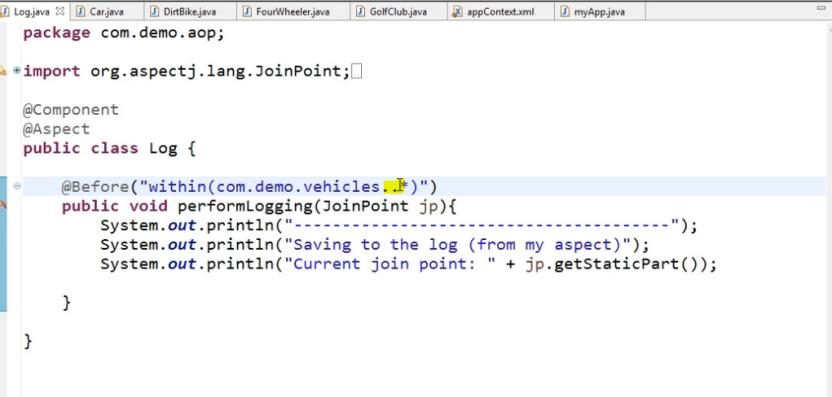 Log.java Car.java DirtBike.java FourWheeler.java GolfClub.java appContext.xml myApp.java
package com.demo.aop;
import org.aspectj.lang.JoinPoint;
@Component
@Aspect
public class Log {
@Before("within(com.demo.vehicles..*)")
public void performLogging(JoinPoint jp){
System.out.println("---------------------------------------");
System.out.println("Saving to the log (from my aspect)");
System.out.println("Current join point: " + jp.getStaticPart());
}
}